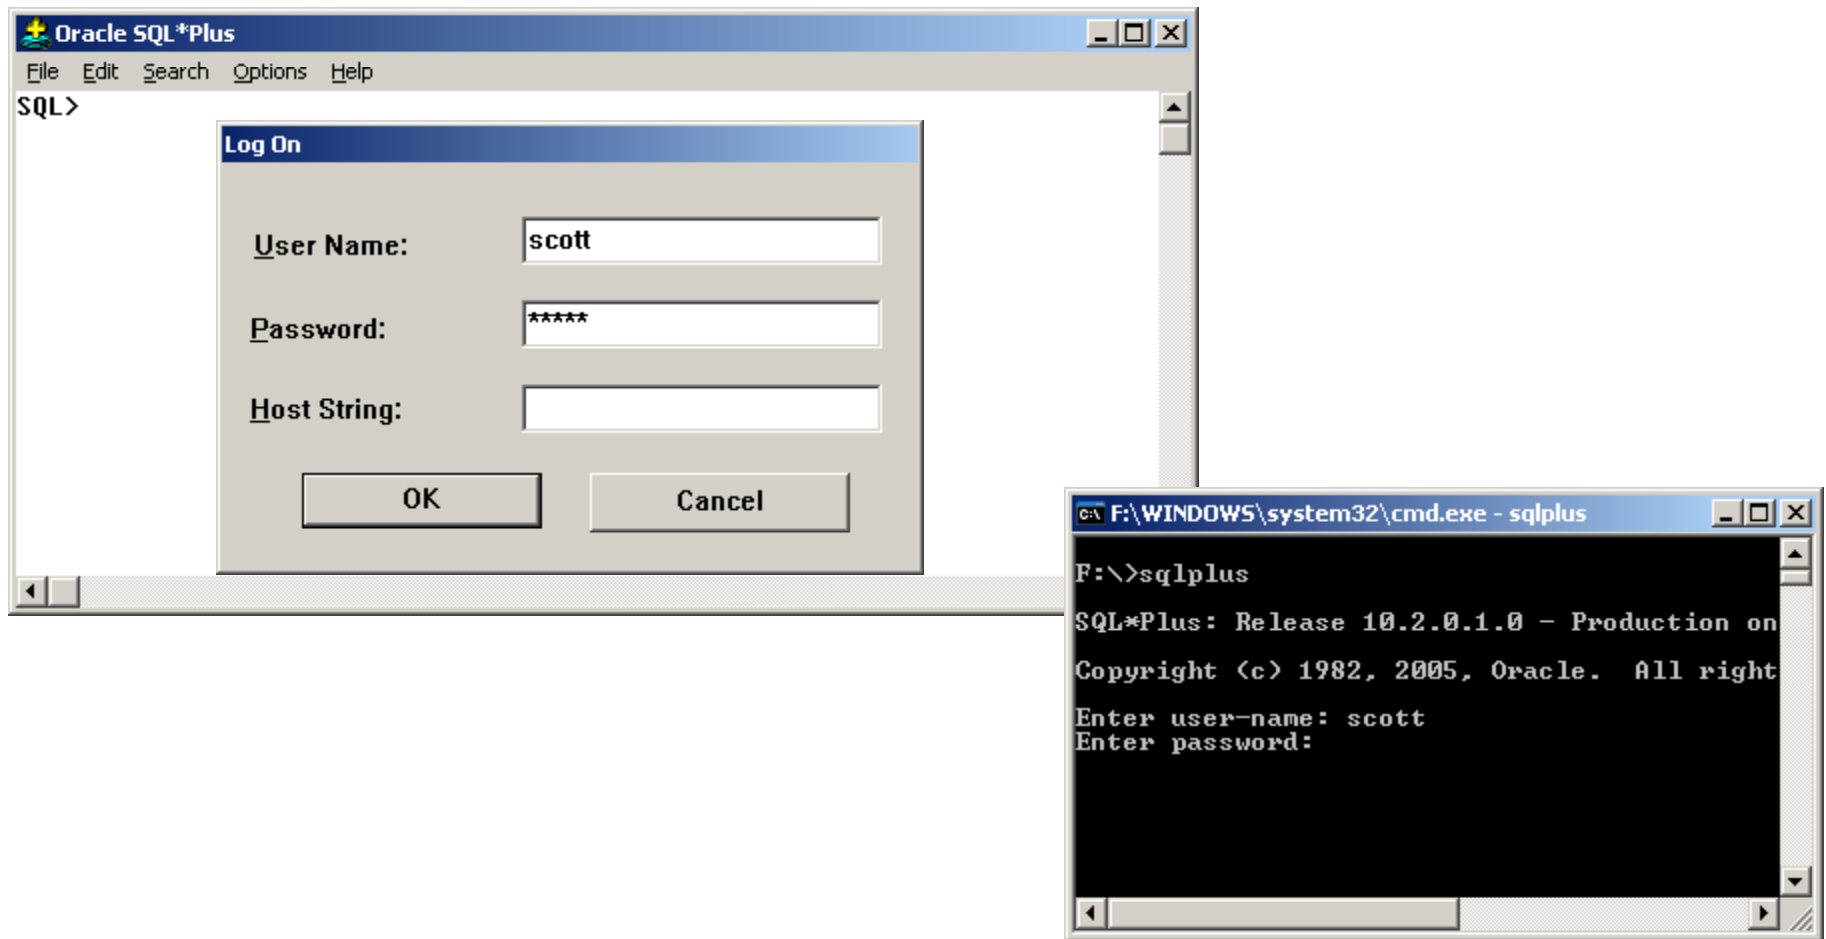 Oracle SQL*Plus
File Edit Search Options Help
SQL>
Log On
User Name: scott
Password: *****
Host String:
OK Cancel
F:\WINDOWS\system32\cmd.exe - sqlplus
F:\>sqlplus
SQL*Plus: Release 10.2.0.1.0 - Production on
Copyright (c) 1982, 2005, Oracle.  All right
Enter user-name: scott
Enter password: